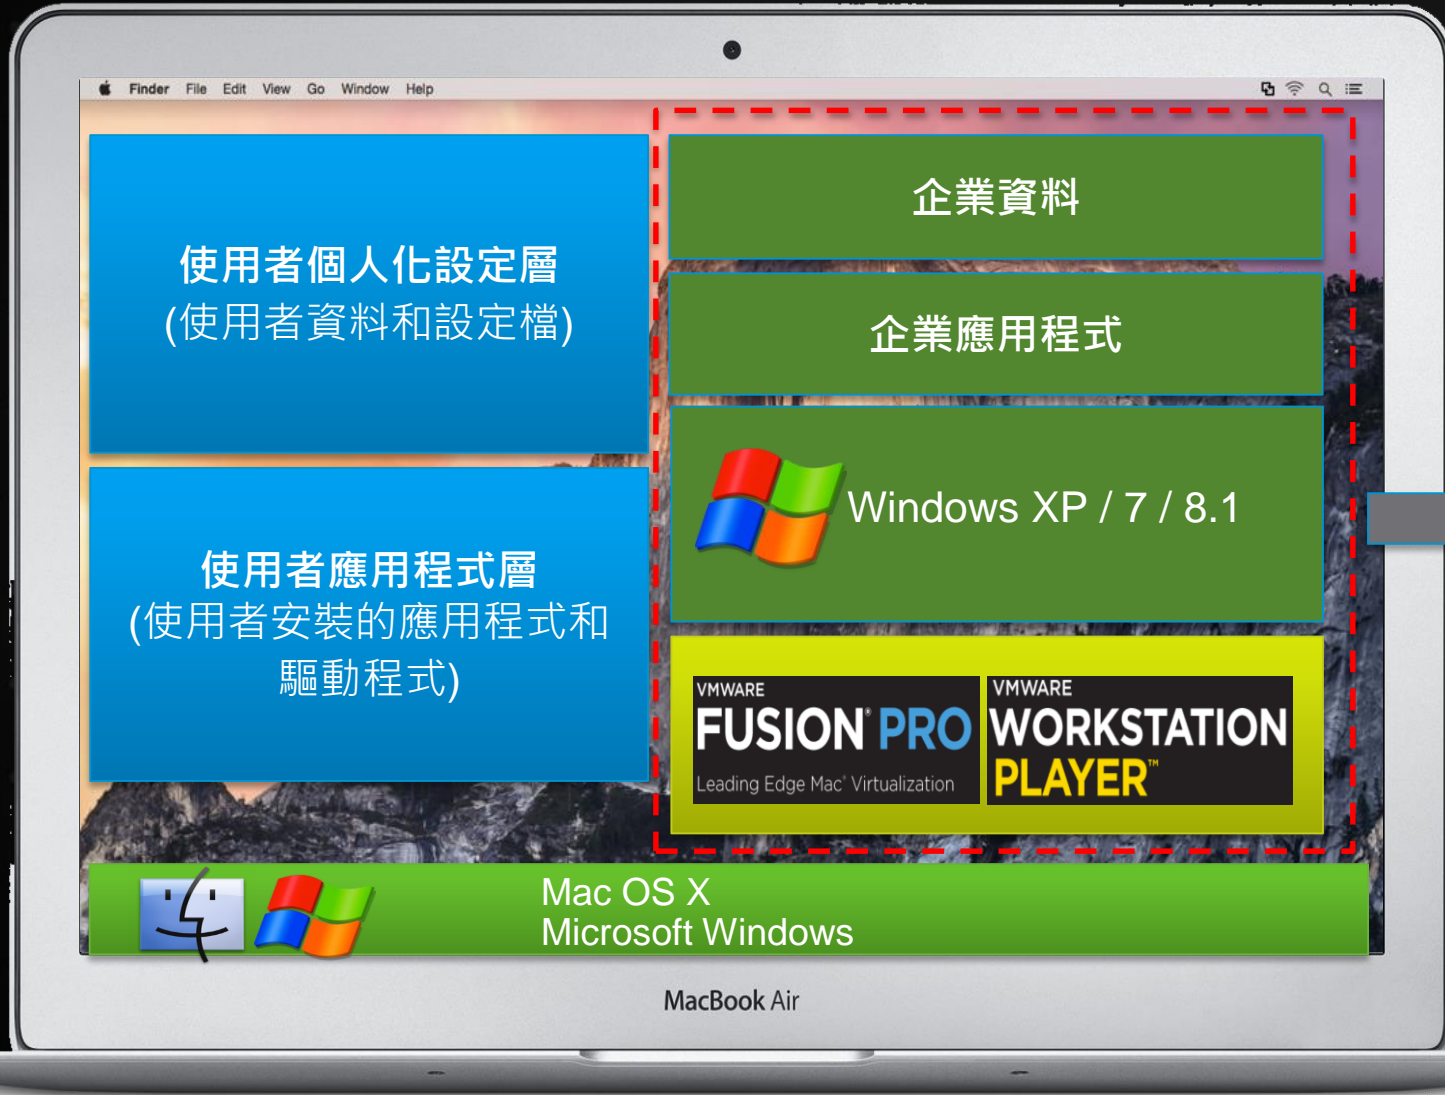 Finder File Edit View Go Window Help
使用者個人化設定層
(使用者資料和設定檔)
使用者應用程式層
(使用者安裝的應用程式和
驅動程式)
企業資料
企業應用程式
Windows XP / 7 / 8.1
VMWARE
FUSION® PRO
Leading Edge Mac® Virtualization
VMWARE
WORKSTATION
PLAYER™
Mac OS X
Microsoft Windows
MacBook Air